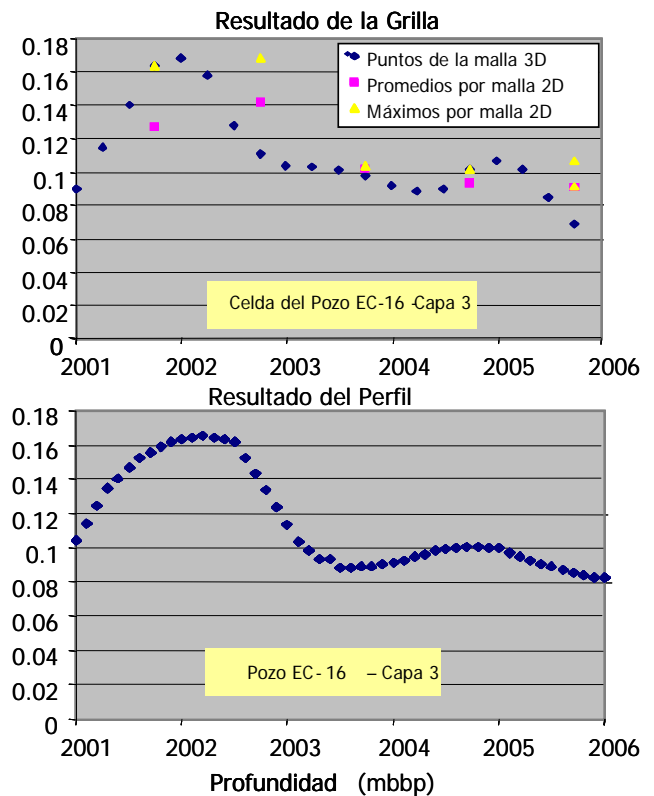 Resultado de la Grilla
0.18
0.16
0.14
0.12
0.1
0.08
0.06
0.04
0.02
0
Puntos de la malla 3D
Promedios por malla 2D
Máximos por malla 2D
Celda del Pozo EC-16 -Capa 3
2001 2002 2003 2004 2005 2006
Resultado del Perfil
0.18
0.16
0.14
0.12
0.1
0.08
0.06
0.04
0.02
0
Pozo EC- 16 – Capa 3
2001 2002 2003 2004 2005 2006
Profundidad (mbbp)